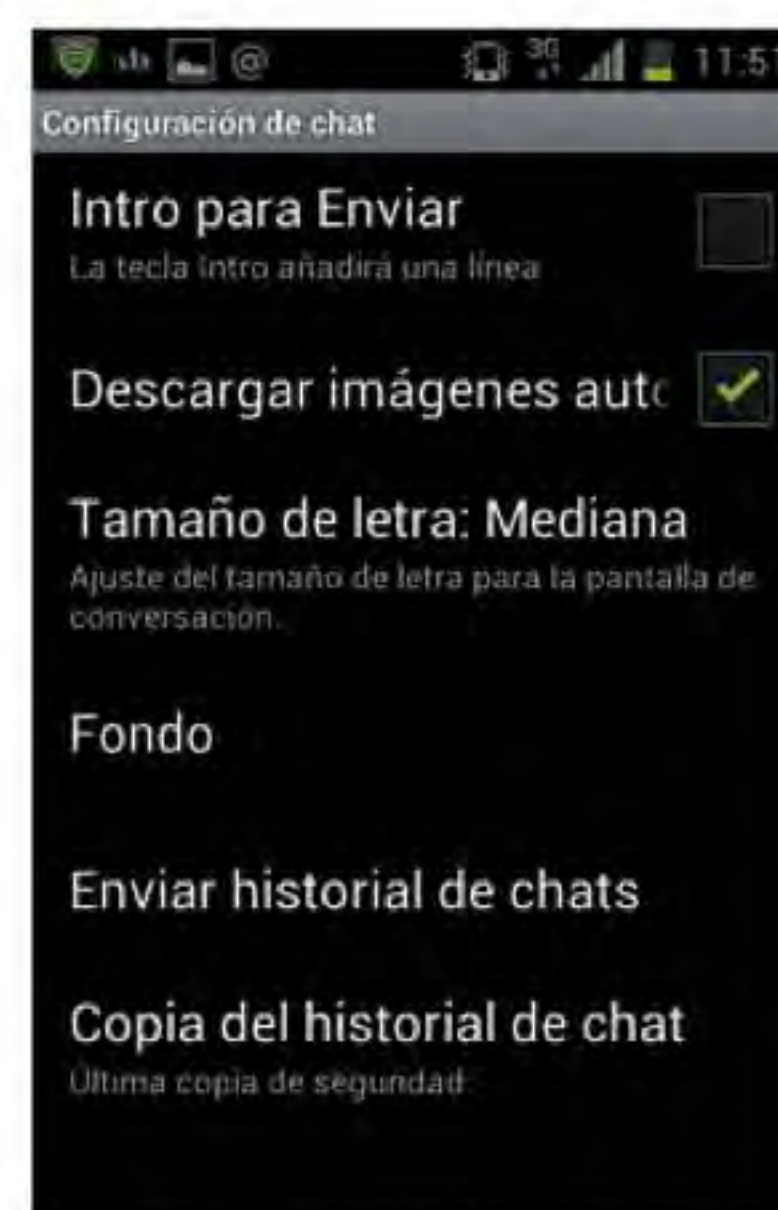 @ 3G 11:51
Configuración de chat
Intro para Enviar
La tecla Intro añadirá una línea
Descargar imágenes auto
Tamaño de letra: Mediana
Ajuste del tamaño de letra para la pantalla de
conversación.
Fondo
Enviar historial de chats
Copia del historial de chat
Última copia de seguridad: